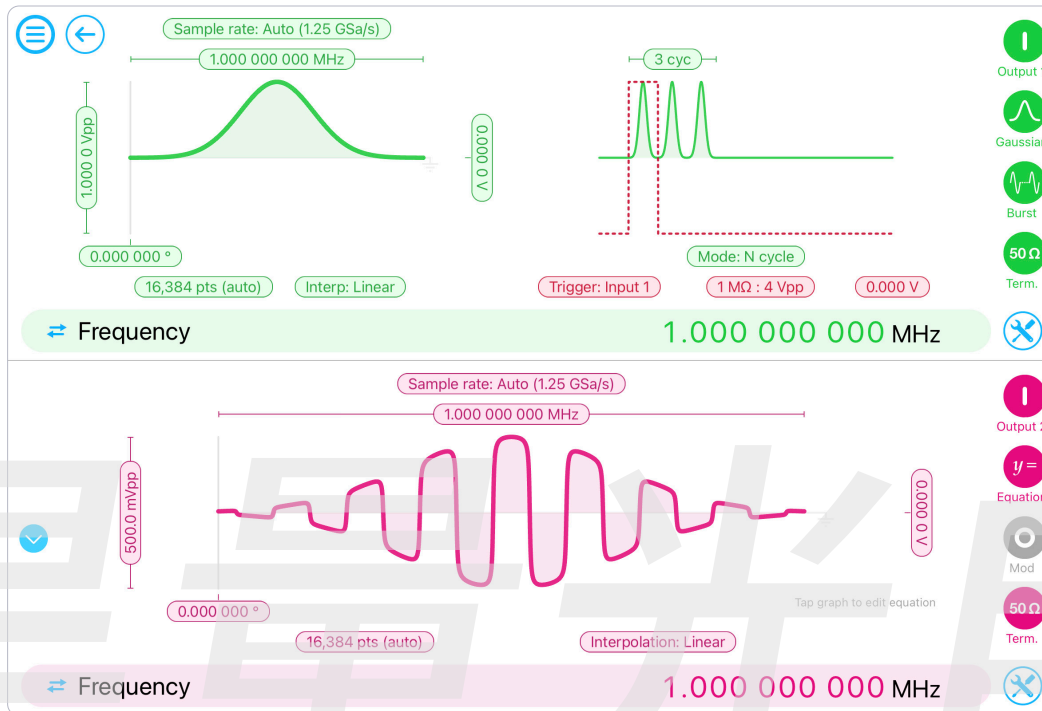 Sample rate: Auto (1.25 GSa/s)
1.000 000 000 MHz
3 cyc
1.000 0 Vpp
0.000 0 V
0.000 000 °
Mode: N cycle
16,384 pts (auto)
Interp: Linear
Trigger: Input 1
1 MΩ : 4 Vpp
0.000 V
Frequency
1.000 000 000 MHz
Output 1
Gaussian
Burst
50 Ω
Term.
Sample rate: Auto (1.25 GSa/s)
1.000 000 000 MHz
500.0 mVpp
0.000 0 V
0.000 000 °
Tap graph to edit equation
16,384 pts (auto)
Interpolation: Linear
Frequency
1.000 000 000 MHz
Output 2
y =
Equation
Mod
50 Ω
Term.